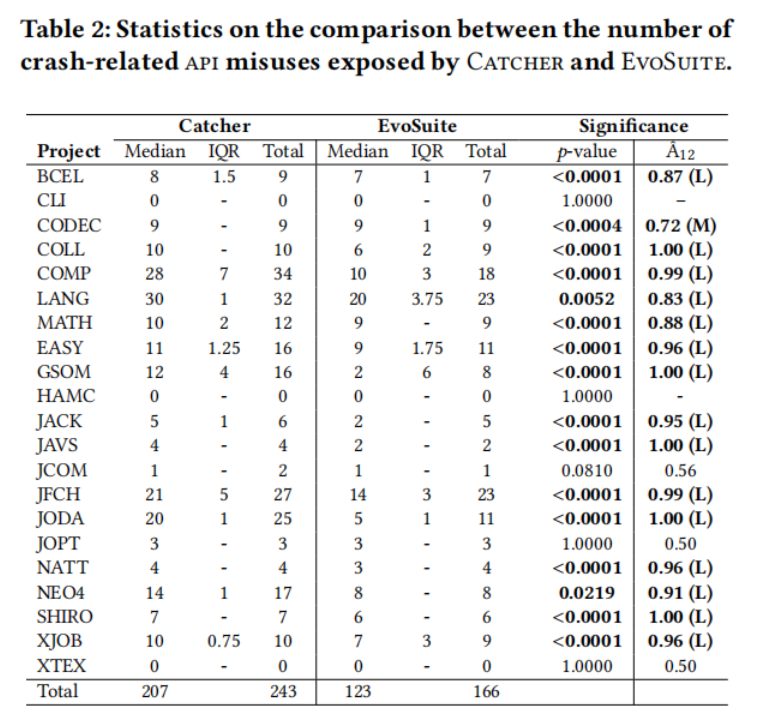 Table 2: Statistics on the comparison between the number of
crash-related API misuses exposed by CATCHER and EVOSUITE.
Catcher EvoSuite Significance
Project Median IQR Total Median IQR Total p-value Â12
BCEL 8 1.5 9 7 1 7 <0.0001 0.87 (L)
CLI 0 - 0 0 - 0 1.0000 –
CODEC 9 - 9 9 1 9 <0.0004 0.72 (M)
COLL 10 - 10 6 2 9 <0.0001 1.00 (L)
COMP 28 7 34 10 3 18 <0.0001 0.99 (L)
LANG 30 1 32 20 3.75 23 0.0052 0.83 (L)
MATH 10 2 12 9 - 9 <0.0001 0.88 (L)
EASY 11 1.25 16 9 1.75 11 <0.0001 0.96 (L)
GSOM 12 4 16 2 6 8 <0.0001 1.00 (L)
HAMC 0 - 0 0 - 0 1.0000 -
JACK 5 1 6 2 - 5 <0.0001 0.95 (L)
JAVS 4 - 4 2 - 2 <0.0001 1.00 (L)
JCOM 1 - 2 1 - 1 0.0810 0.56
JFCH 21 5 27 14 3 23 <0.0001 0.99 (L)
JODA 20 1 25 5 1 11 <0.0001 1.00 (L)
JOPT 3 - 3 3 - 3 1.0000 0.50
NATT 4 - 4 3 - 4 <0.0001 0.96 (L)
NEO4 14 1 17 8 - 8 0.0219 0.91 (L)
SHIRO 7 - 7 6 - 6 <0.0001 1.00 (L)
XJOB 10 0.75 10 7 3 9 <0.0001 0.96 (L)
XTEX 0 - 0 0 - 0 1.0000 0.50
Total 207 243 123 166